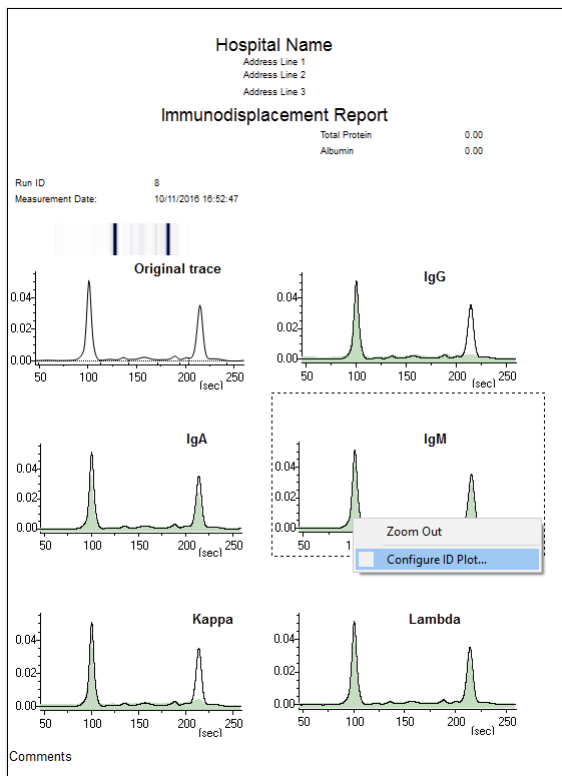 Hospital Name
Address Line 1
Address Line 2
Address Line 3
Immunodisplacement Report
Total Protein 0.00
Albumin 0.00
Run ID 8
Measurement Date: 10/11/2016 16:52:47
Original trace
0.04
0.02
0.00
50 100 150 200 250
[sec]
IgG
0.04
0.02
0.00
50 100 150 200 250
[sec]
IgA
0.04
0.02
0.00
50 100 150 200 250
[sec]
IgM
0.04
0.02
0.00
50
Zoom Out
Configure ID Plot...
Kappa
0.04
0.02
0.00
50 100 150 200 250
[sec]
Lambda
0.04
0.02
0.00
50 100 150 200 250
[sec]
Comments